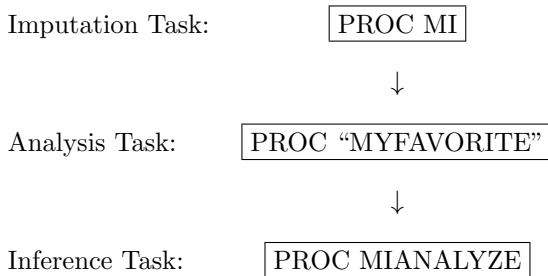 Imputation Task: PROC MI
↓
Analysis Task: PROC “MYFAVORITE”
↓
Inference Task: PROC MIANALYZE